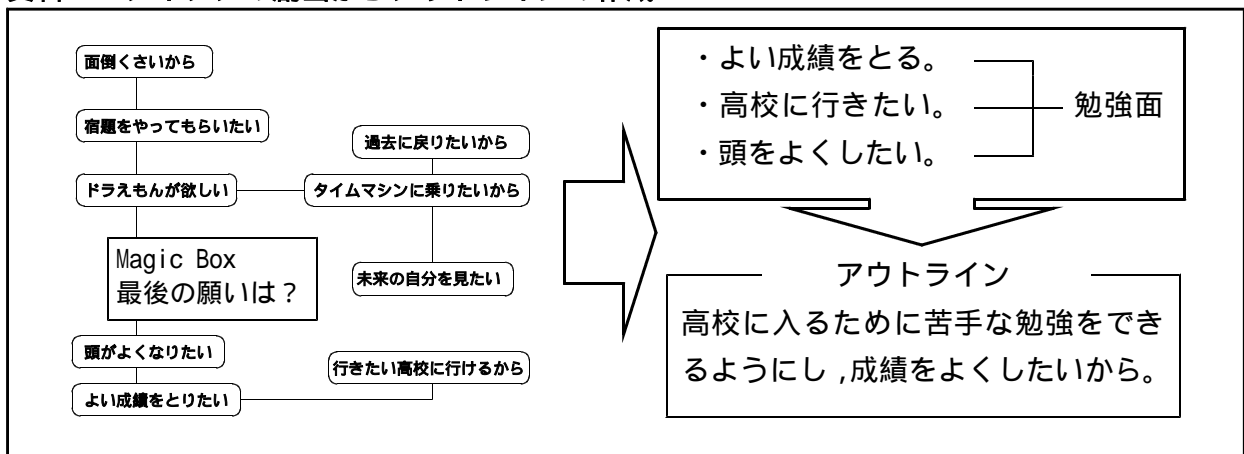 面倒くさいから
宿題をやってもらいたい
過去に戻りたいから
ドラえもんが欲しい
タイムマシンに乗りたいから
Magic Box
最後の願いは？
未来の自分を見たい
頭がよくなりたい
行きたい高校に行けるから
よい成績をとりたい
・よい成績をとる。
・高校に行きたい。
・頭をよくしたい。
勉強面
アウトライン
高校に入るために苦手な勉強をでき
るようにし，成績をよくしたいから。